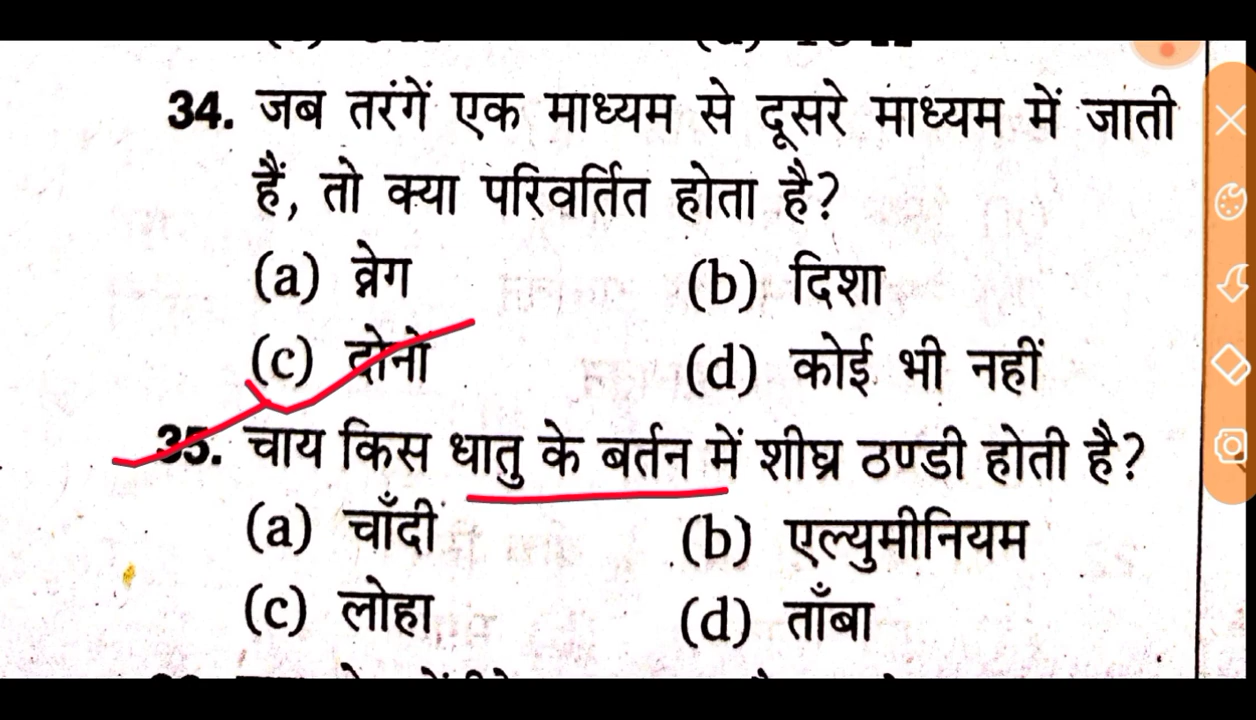 34. जब तरंगें एक माध्यम से दूसरे माध्यम में जाती
हैं, तो क्या परिवर्तित होता है?
(a) वेग (b) दिशा
(c) दोनों (d) कोई भी नहीं
35. चाय किस धातु के बर्तन में शीघ्र ठण्डी होती है?
(a) चाँदी (b) एल्युमीनियम
(c) लोहा (d) ताँबा